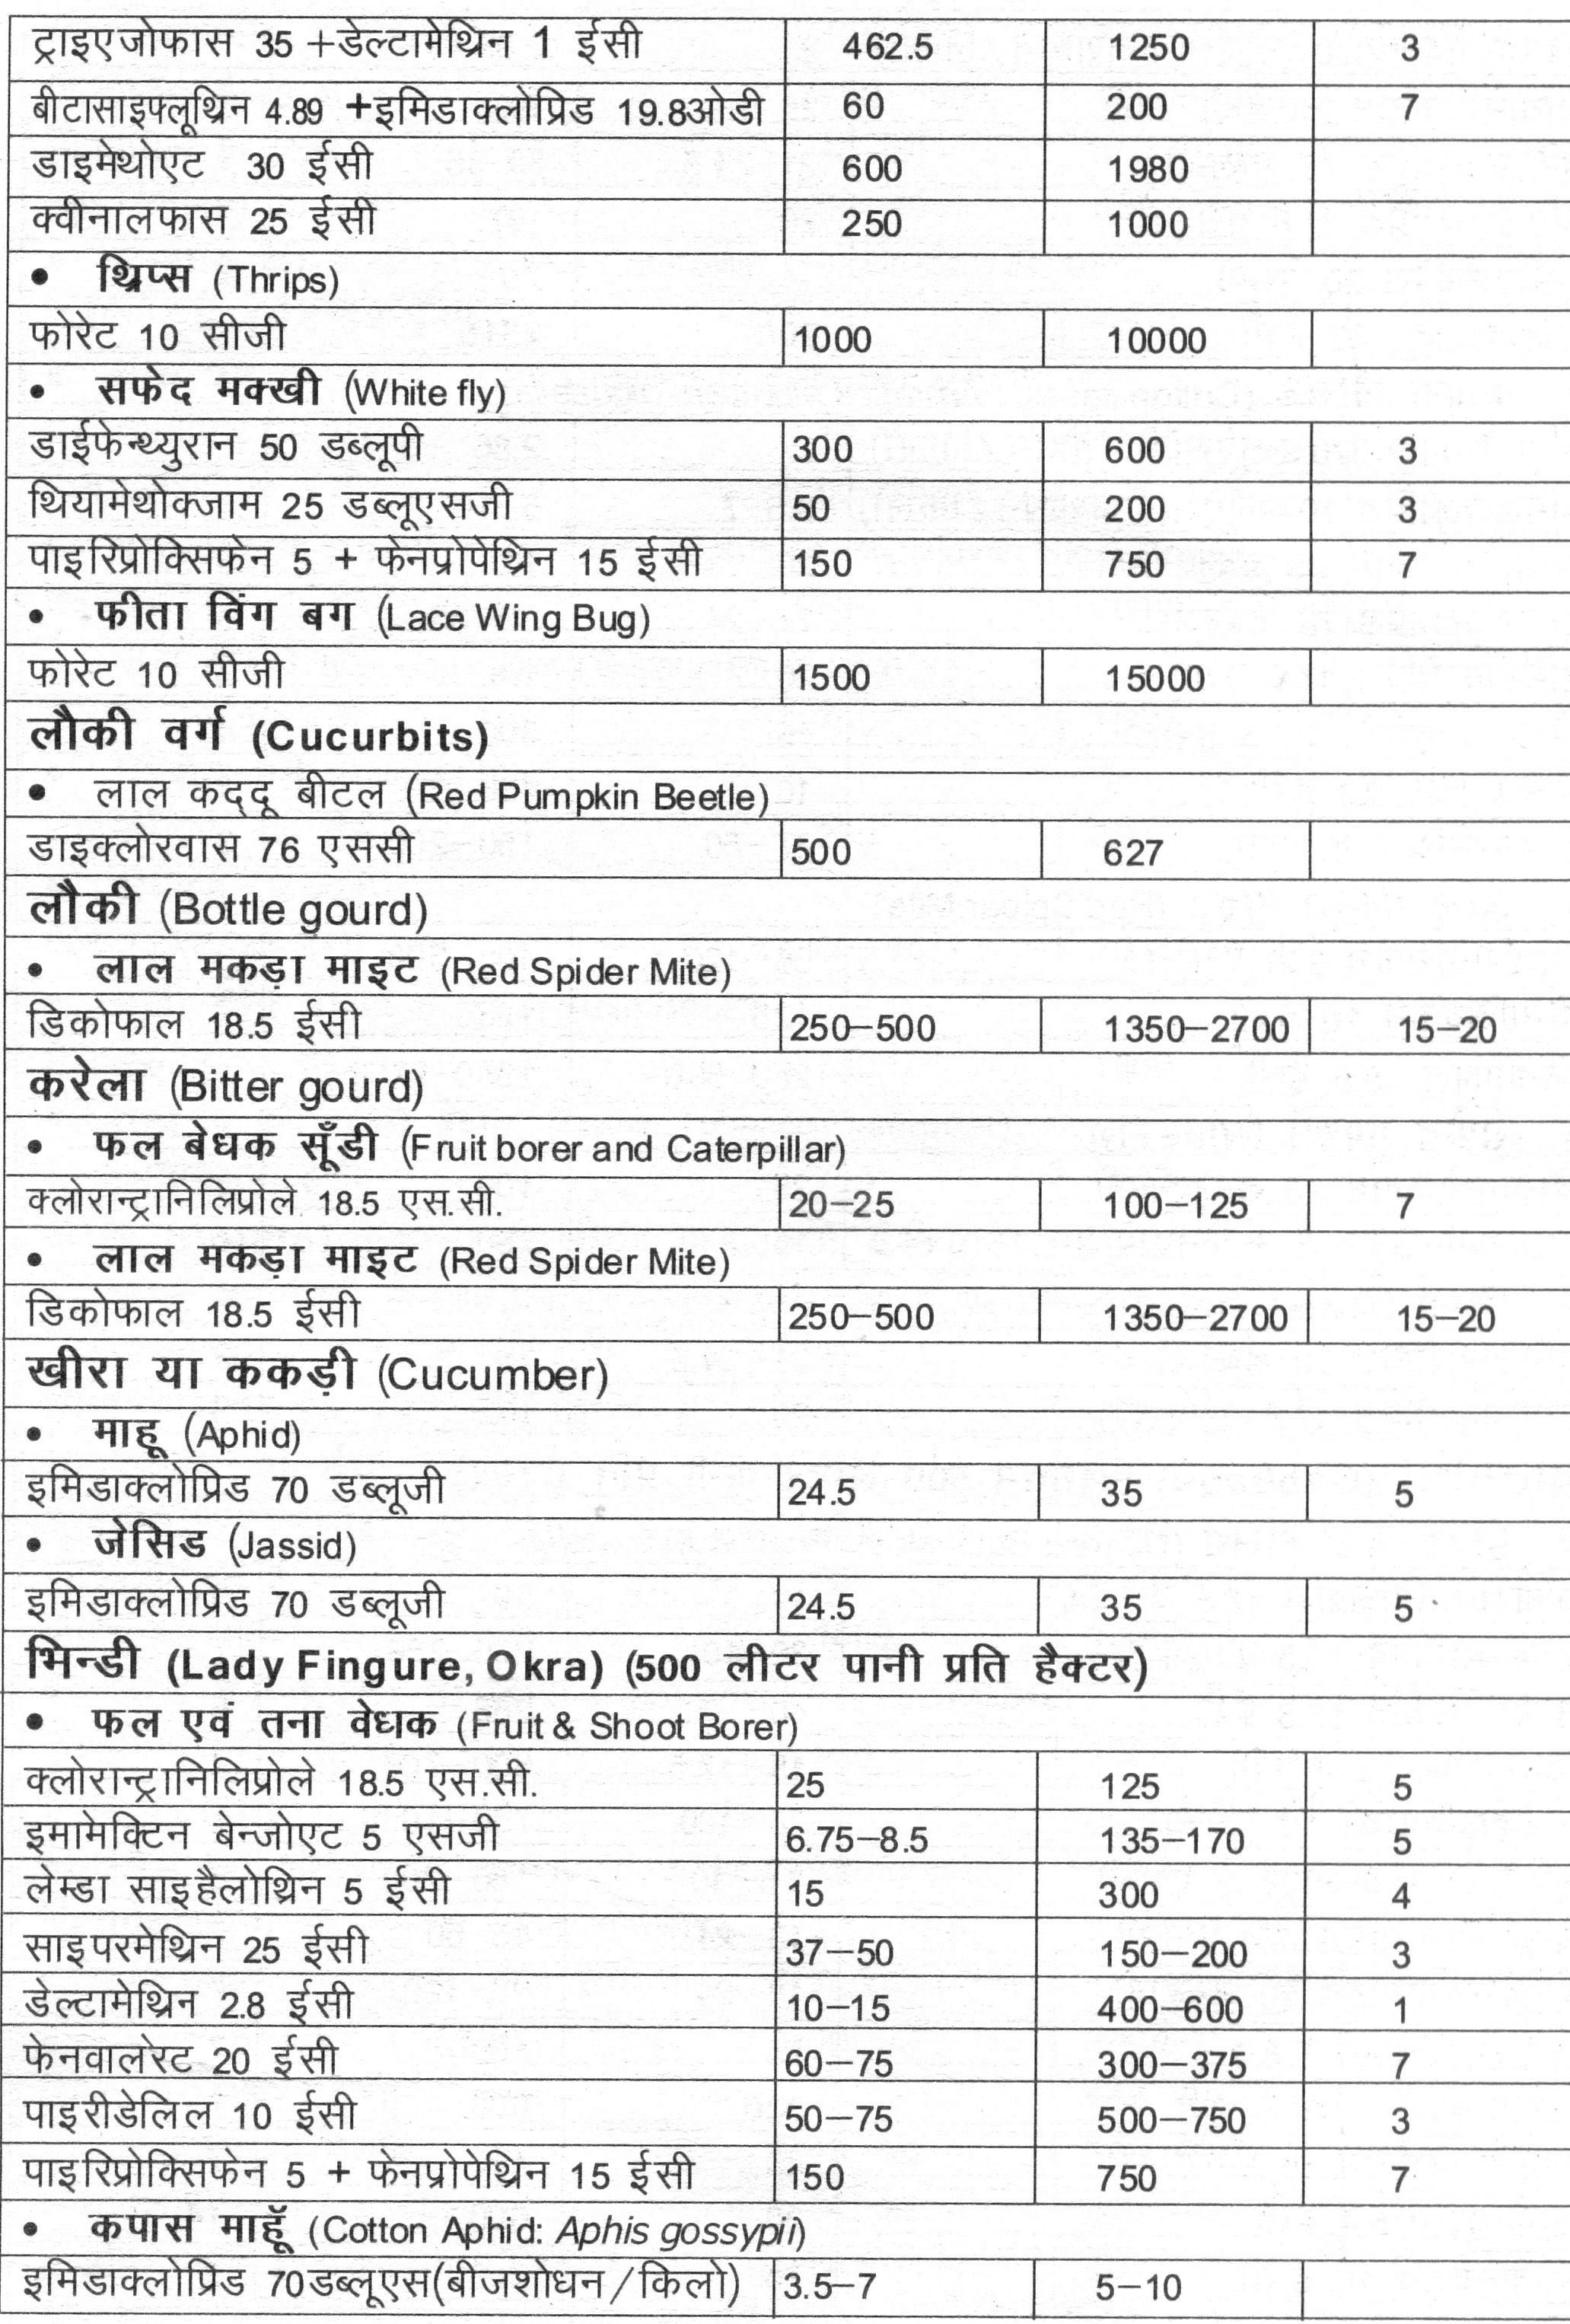 ट्राइएजोफास 35 +डेल्टामेथ्रिन 1 ईसी 462.5 1250 3
बीटासाइफ्लूथ्रिन 4.89 +इमिडाक्लोप्रिड 19.8ओडी 60 200 7
डाइमेथोएट 30 ईसी 600 1980
क्वीनालफास 25 ईसी 250 1000
• थ्रिप्स (Thrips)
फोरेट 10 सीजी 1000 10000
• सफेद मक्खी (White fly)
डाईफेन्थ्युरान 50 डब्लूपी 300 600 3
थियामेथोक्जाम 25 डब्लूएसजी 50 200 3
पाइरिप्रोक्सिफेन 5 + फेनप्रोपेथ्रिन 15 ईसी 150 750 7
• फीता विंग बग (Lace Wing Bug)
फोरेट 10 सीजी 1500 15000
लौकी वर्ग (Cucurbits)
• लाल कद्दू बीटल (Red Pumpkin Beetle)
डाइक्लोरवास 76 एससी 500 627
लौकी (Bottle gourd)
• लाल मकड़ा माइट (Red Spider Mite)
डिकोफाल 18.5 ईसी 250–500 1350–2700 15–20
करेला (Bitter gourd)
• फल बेधक सूँडी (Fruit borer and Caterpillar)
क्लोरान्ट्रानिलिप्रोले 18.5 एस.सी. 20–25 100–125 7
• लाल मकड़ा माइट (Red Spider Mite)
डिकोफाल 18.5 ईसी 250–500 1350–2700 15–20
खीरा या ककड़ी (Cucumber)
• माहू (Aphid)
इमिडाक्लोप्रिड 70 डब्लूजी 24.5 35 5
• जेसिड (Jassid)
इमिडाक्लोप्रिड 70 डब्लूजी 24.5 35 5
भिन्डी (Lady Fingure, Okra) (500 लीटर पानी प्रति हैक्टर)
• फल एवं तना वेधक (Fruit & Shoot Borer)
क्लोरान्ट्रानिलिप्रोले 18.5 एस.सी. 25 125 5
इमामेक्टिन बेन्जोएट 5 एसजी 6.75–8.5 135–170 5
लेम्डा साइहैलोथ्रिन 5 ईसी 15 300 4
साइपरमेथ्रिन 25 ईसी 37–50 150–200 3
डेल्टामेथ्रिन 2.8 ईसी 10–15 400–600 1
फेनवालरेट 20 ईसी 60–75 300–375 7
पाइरीडेलिल 10 ईसी 50–75 500–750 3
पाइरिप्रोक्सिफेन 5 + फेनप्रोपेथ्रिन 15 ईसी 150 750 7
• कपास माहूॅ (Cotton Aphid: Aphis gossypii)
इमिडाक्लोप्रिड 70डब्लूएस(बीजशोधन/किलो) 3.5–7 5–10